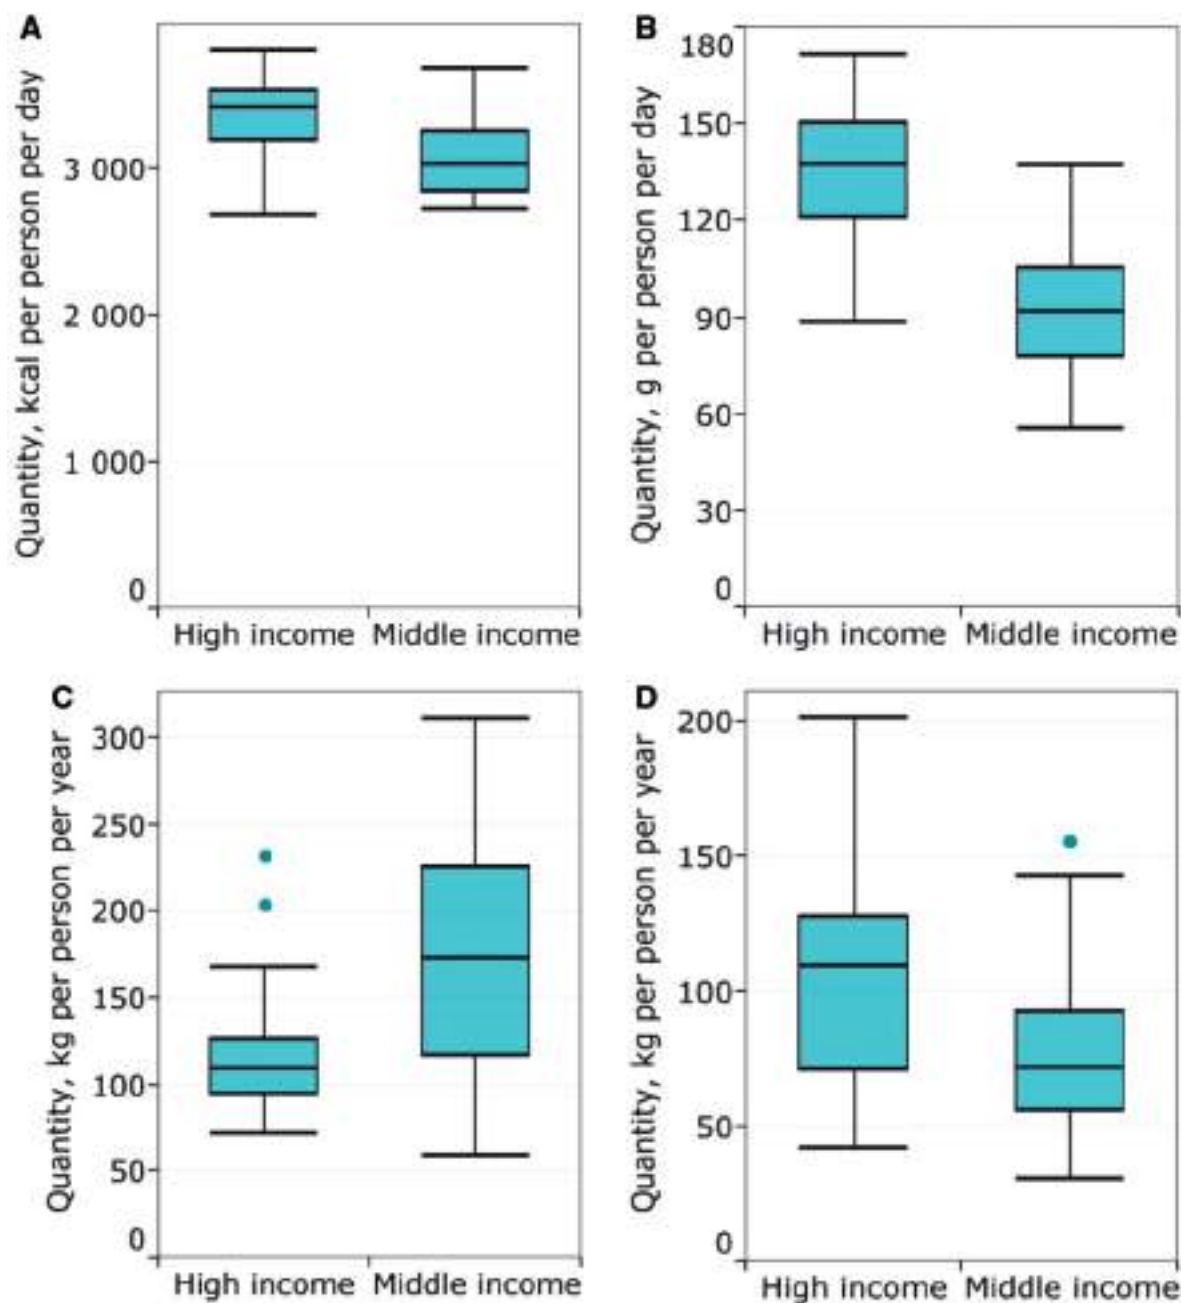 A
Quantity, kcal per person per day
3 000
2 000
1 000
0
High income
Middle income
B
Quantity, g per person per day
180
150
120
90
60
30
0
High income
Middle income
C
Quantity, kg per person per year
300
250
200
150
100
50
0
High income
Middle income
D
Quantity, kg per person per year
200
150
100
50
0
High income
Middle income